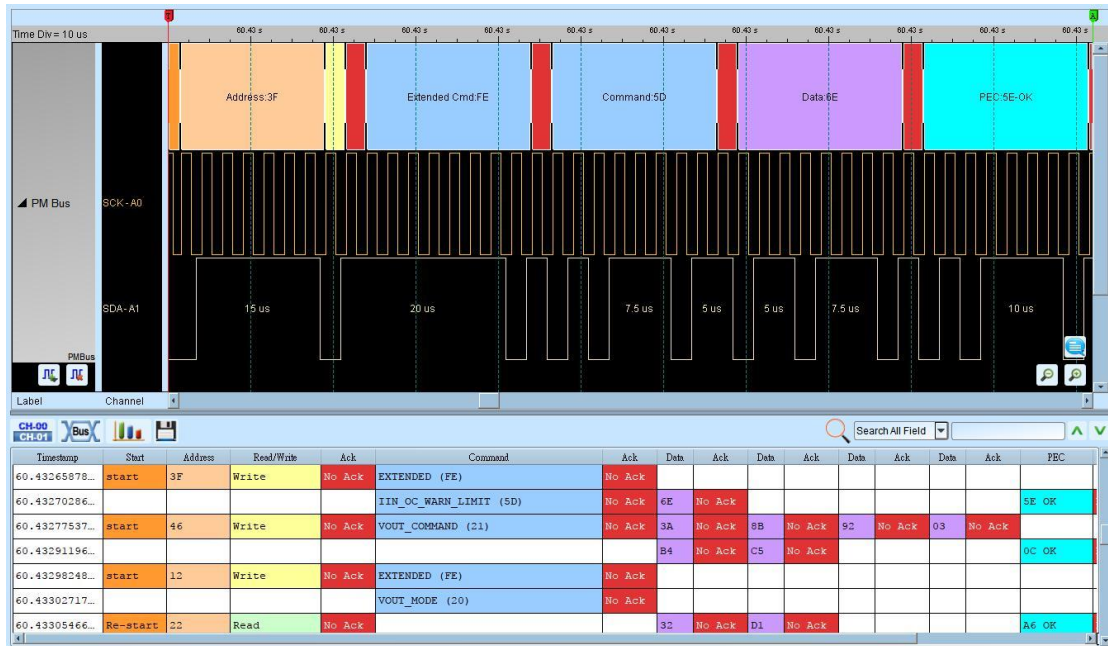 T A
Time Div = 10 us 60.43 s 60.43 s 60.43 s 60.43 s 60.43 s 60.43 s 60.43 s 60.43 s 60.43 s 60.43 s 60.43 s
Address:3F Extended Cmd:FE Command:5D Data:6E PEC:5E-OK
PM Bus SCK - A0
SDA - A1 15 us 20 us 7.5 us 5 us 5 us 7.5 us 10 us
PMBus
Label Channel
CH-00 CH-01 Bus Search All Field
Timestamp Start Address Read/Write Ack Command Ack Data Ack Data Ack Data Ack Data Ack PEC
60.43265878... start 3F Write No Ack EXTENDED (FE) No Ack
60.43270286... IIN_OC_WARN_LIMIT (5D) No Ack 6E No Ack 5E OK
60.43277537... start 46 Write No Ack VOUT_COMMAND (21) No Ack 3A No Ack 8B No Ack 92 No Ack 03 No Ack
60.43291196... B4 No Ack C5 No Ack 0C OK
60.43298248... start 12 Write No Ack EXTENDED (FE) No Ack
60.43302717... VOUT_MODE (20) No Ack
60.43305466... Re-start 22 Read No Ack 32 No Ack D1 No Ack A6 OK